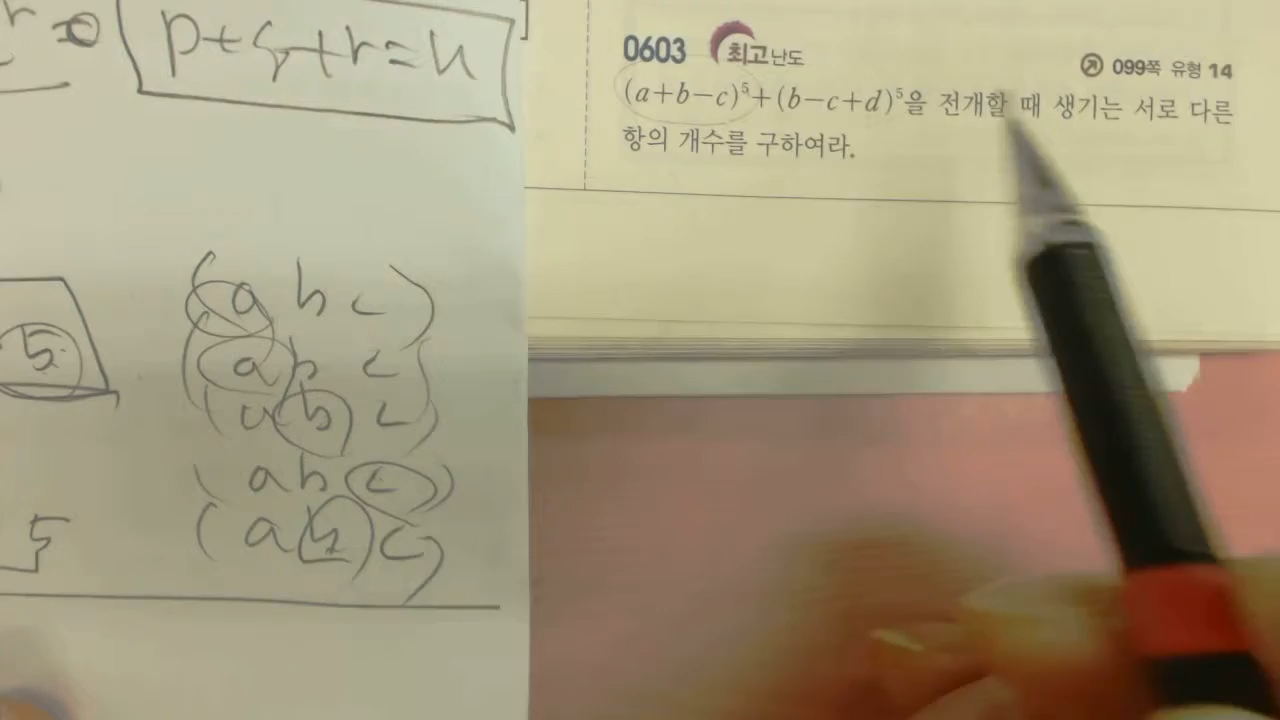 p+q+r=n
0603 최고난도
099쪽 유형 14
(a+b-c)⁵+(b-c+d)⁵을 전개할 때 생기는 서로 다른
항의 개수를 구하여라.
(a b c)
5 (a b c)
(a b c)
(a b c)
5 (a b c)